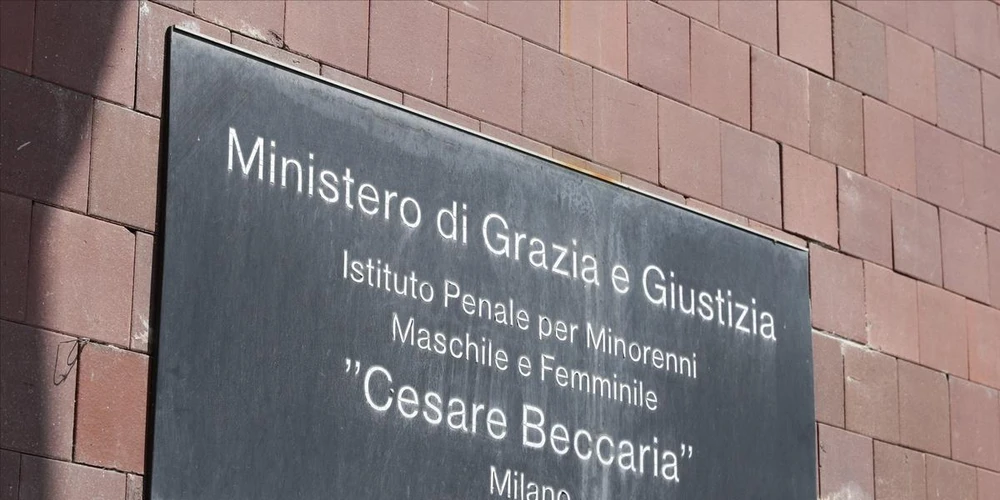 Ministero di Grazia e Giustizia
Istituto Penale per Minorenni
Maschile e Femminile
"Cesare Beccaria"
Milano